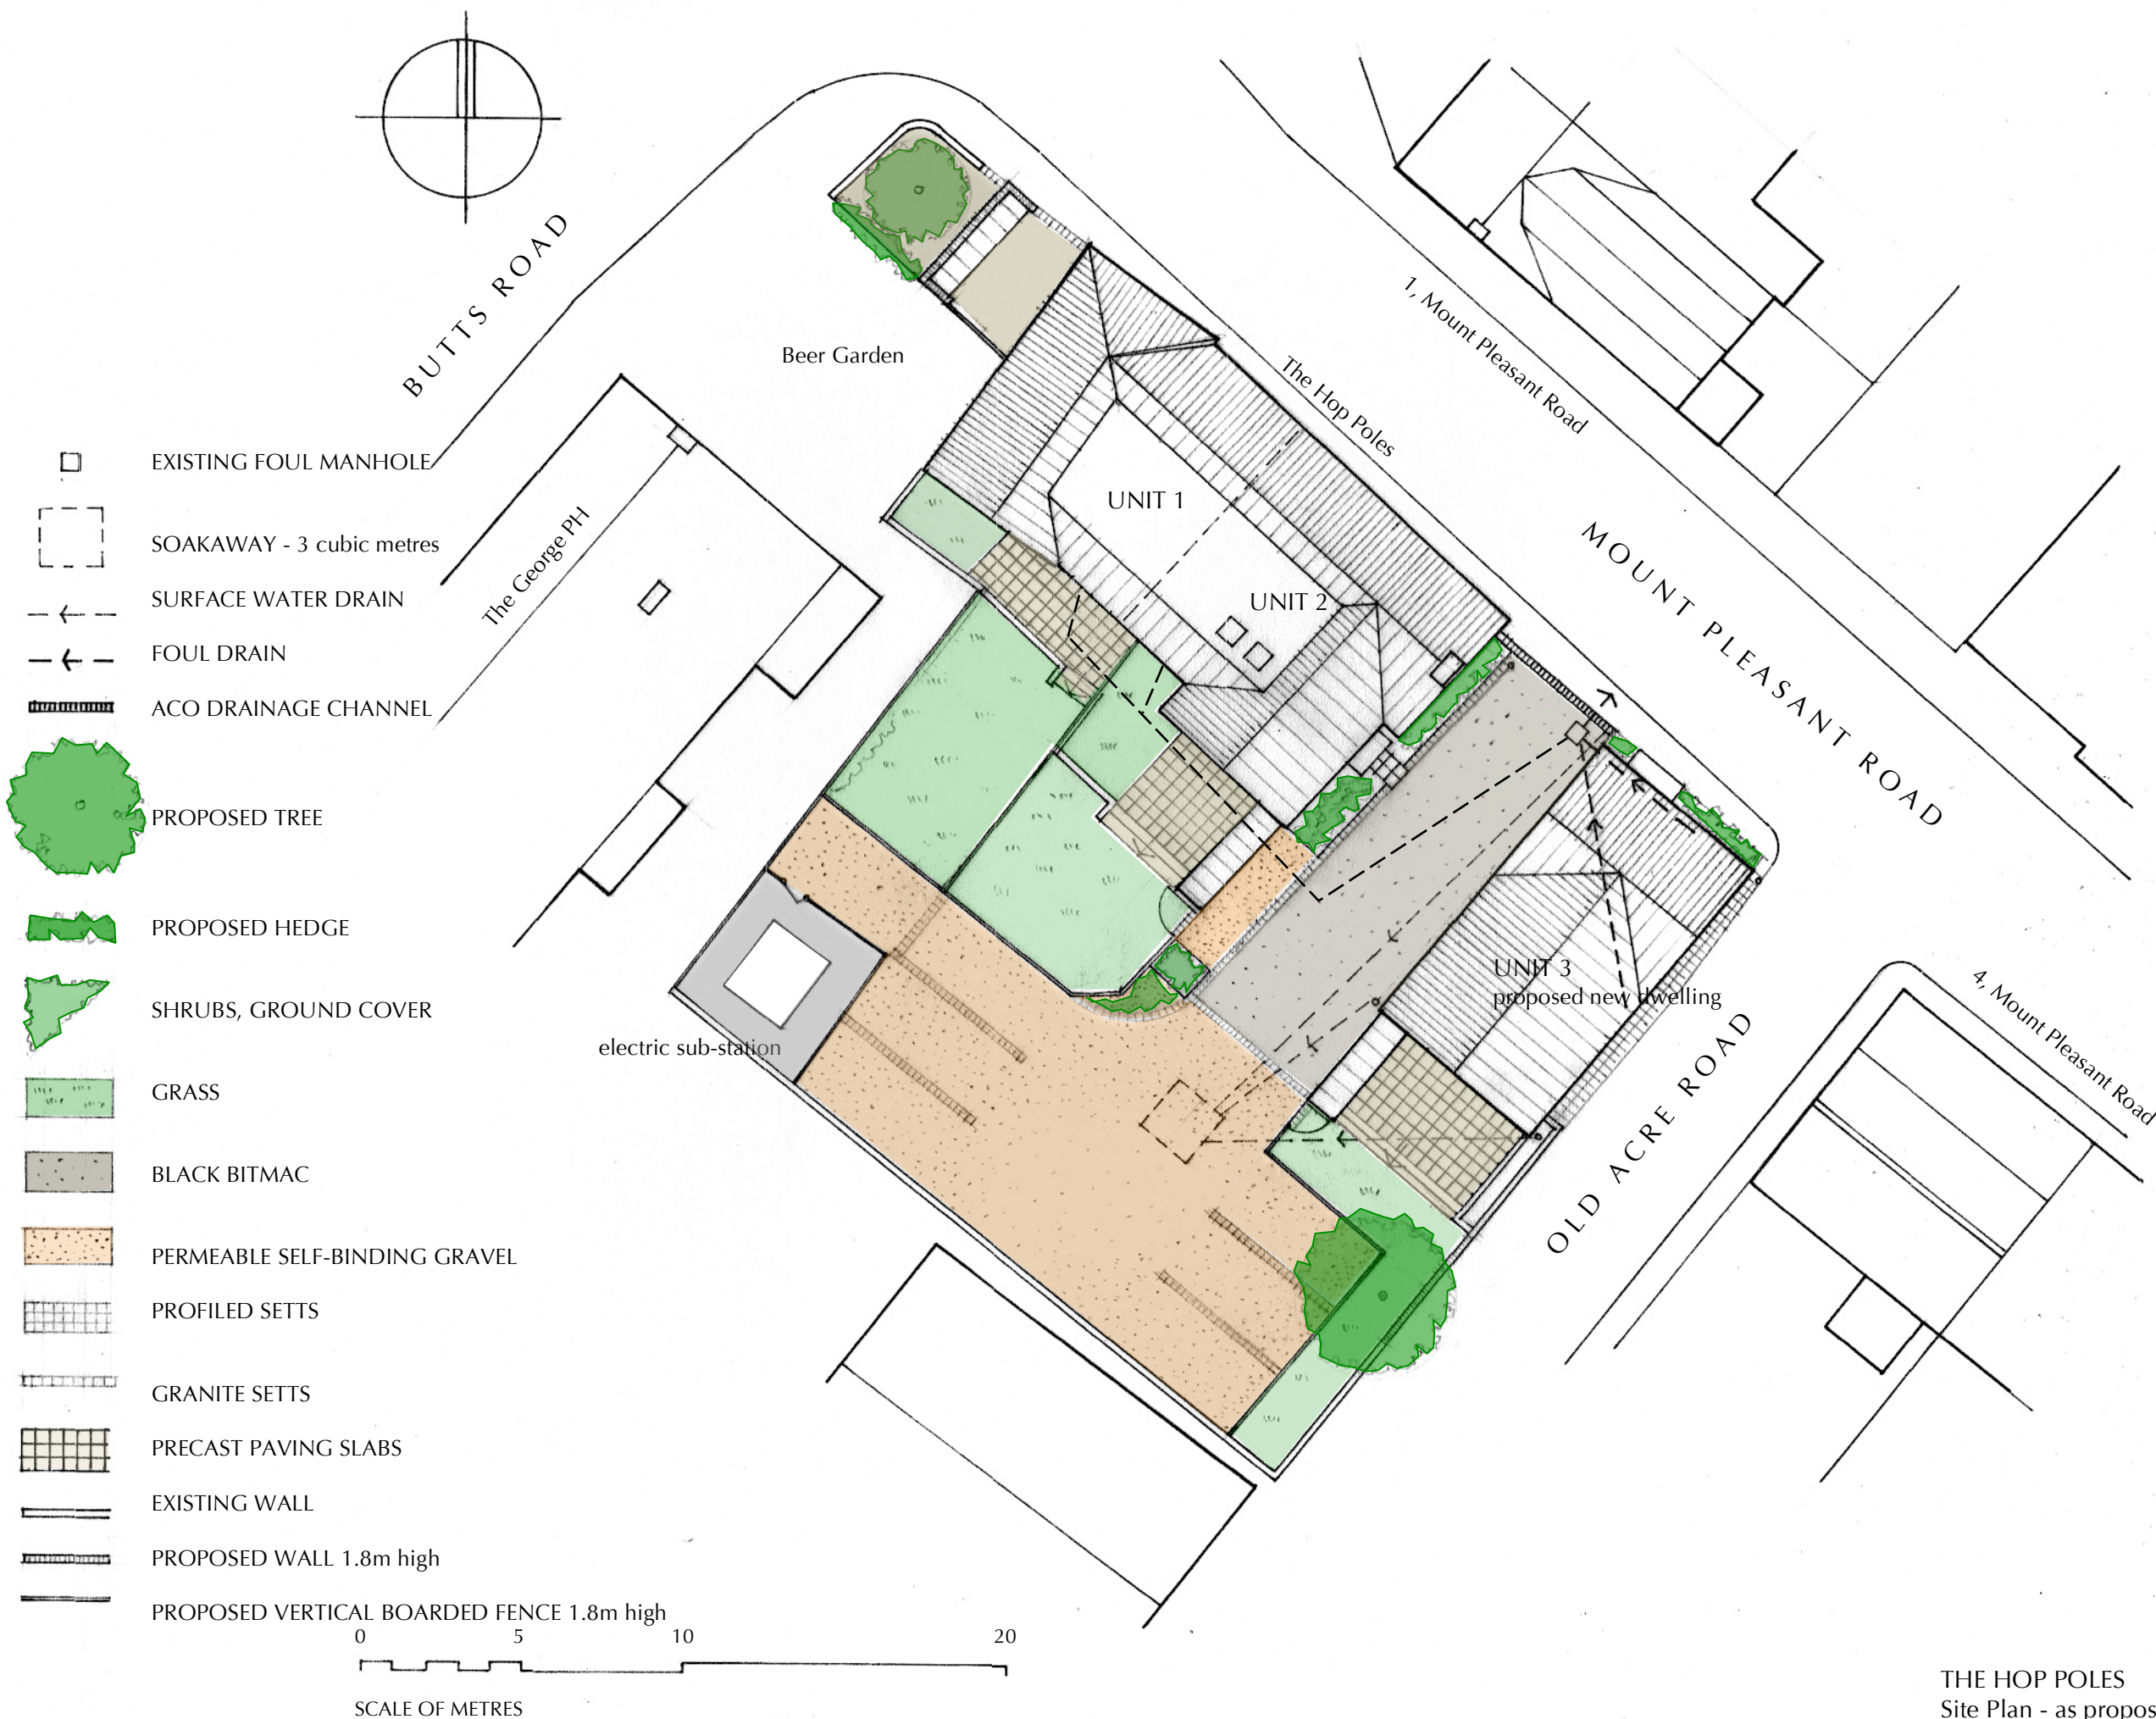 BUTTS ROAD
Beer Garden
1, Mount Pleasant Road
The Hop Poles
EXISTING FOUL MANHOLE
UNIT 1
MOUNT PLEASANT ROAD
SOAKAWAY - 3 cubic metres
The George PH
SURFACE WATER DRAIN
UNIT 2
FOUL DRAIN
ACO DRAINAGE CHANNEL
PROPOSED TREE
PROPOSED HEDGE
UNIT 3
proposed new dwelling
SHRUBS, GROUND COVER
4, Mount Pleasant Road
electric sub-station
OLD ACRE ROAD
GRASS
BLACK BITMAC
PERMEABLE SELF-BINDING GRAVEL
PROFILED SETTS
GRANITE SETTS
PRECAST PAVING SLABS
EXISTING WALL
PROPOSED WALL 1.8m high
PROPOSED VERTICAL BOARDED FENCE 1.8m high
0 5 10 20
SCALE OF METRES
THE HOP POLES
Site Plan - as propos